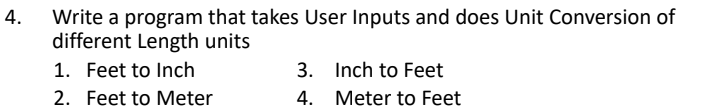 4. Write a program that takes User Inputs and does Unit Conversion of
different Length units
1. Feet to Inch 3. Inch to Feet
2. Feet to Meter 4. Meter to Feet